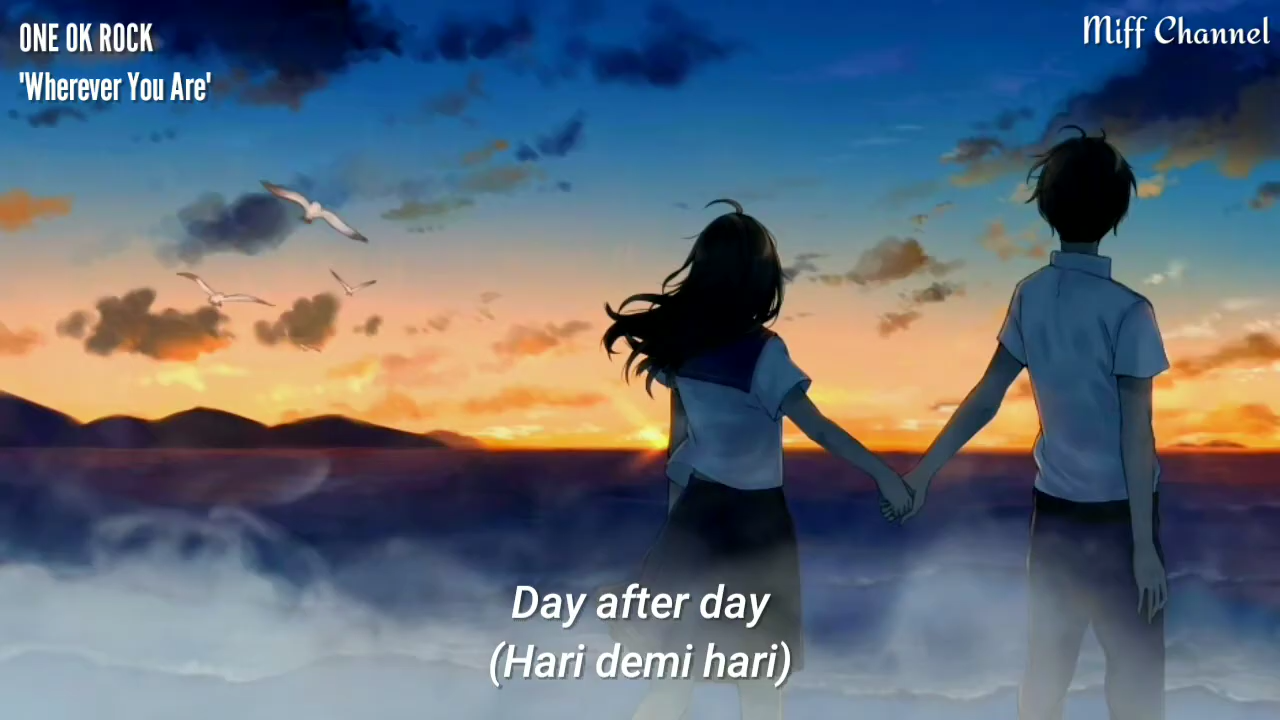 ONE OK ROCK
'Wherever You Are'
Miff Channel
Day after day
(Hari demi hari)